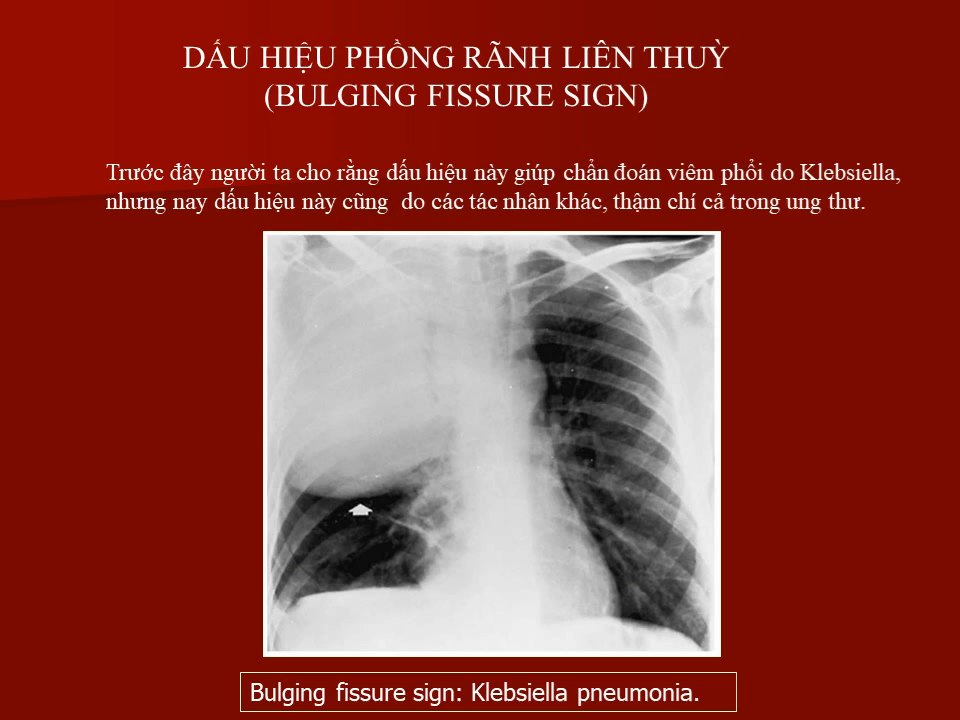 DẤU HIỆU PHỒNG RÃNH LIÊN THUỲ
(BULGING FISSURE SIGN)
Trước đây người ta cho rằng dấu hiệu này giúp chẩn đoán viêm phổi do Klebsiella,
nhưng nay dấu hiệu này cũng do các tác nhân khác, thậm chí cả trong ung thư.
Bulging fissure sign: Klebsiella pneumonia.